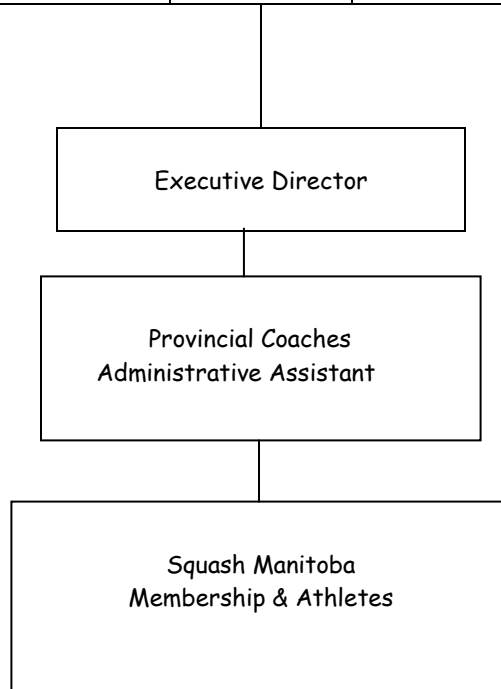 Executive Director
Provincial Coaches
Administrative Assistant
Squash Manitoba
Membership & Athletes